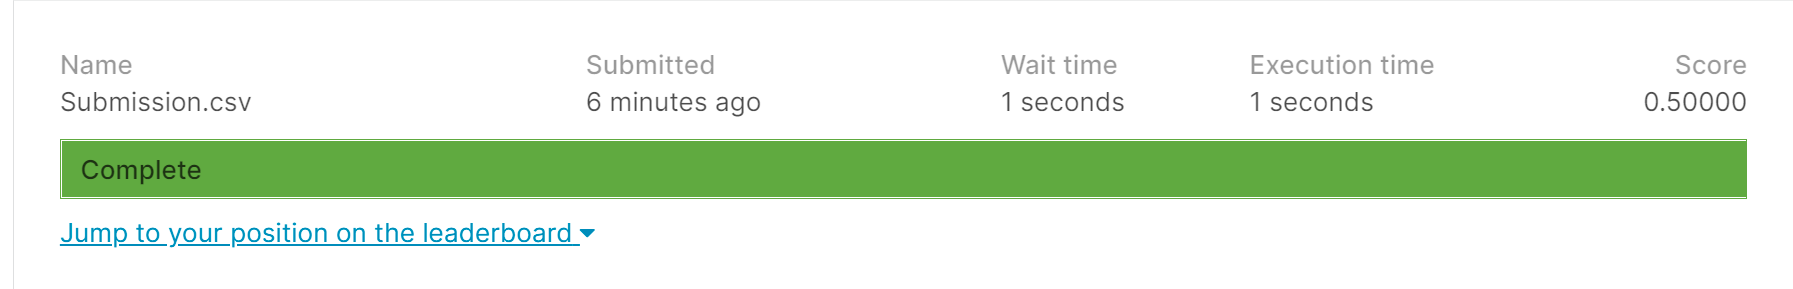 Name Submitted Wait time Execution time Score
Submission.csv 6 minutes ago 1 seconds 1 seconds 0.50000
Complete
Jump to your position on the leaderboard